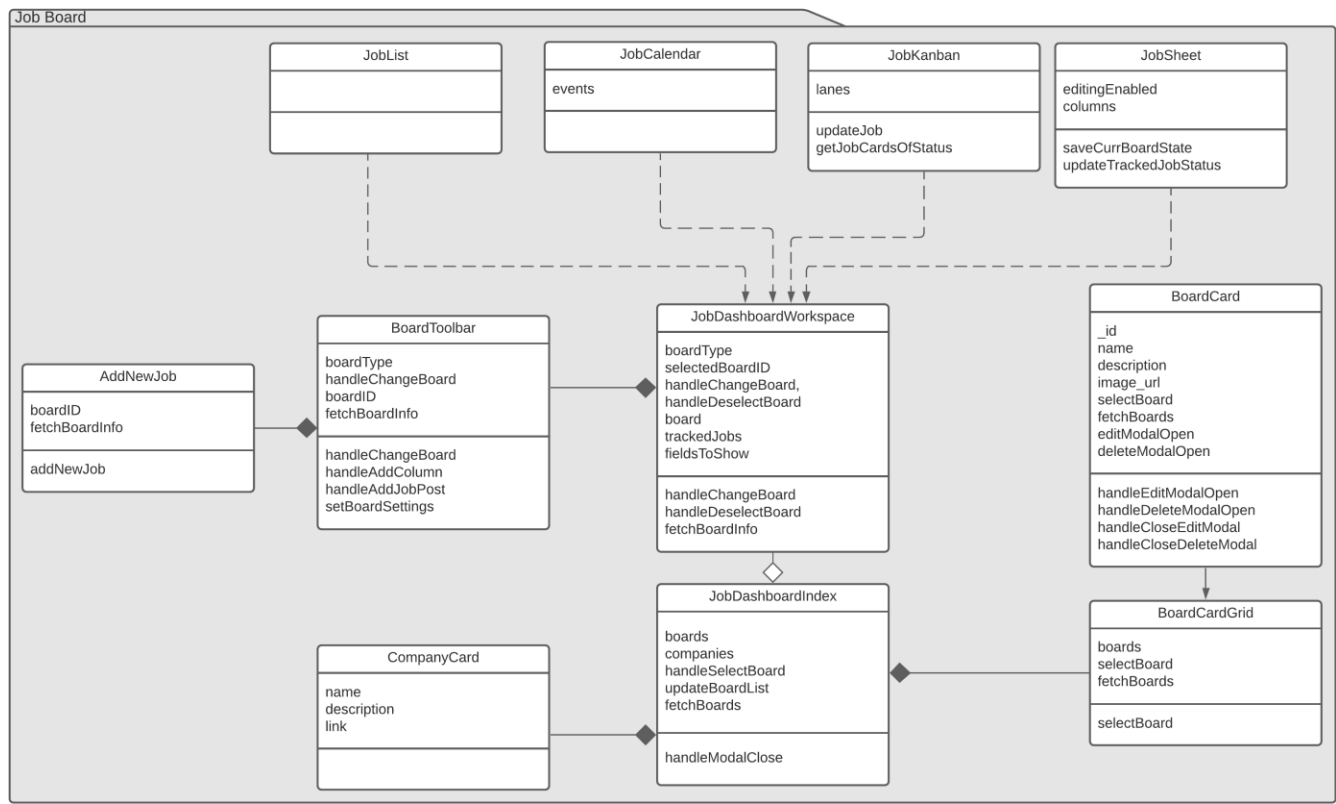 Job Board
JobList
JobCalendar
events
JobKanban
lanes
updateJob
getJobCardsOfStatus
JobSheet
editingEnabled
columns
saveCurrBoardState
updateTrackedJobStatus
AddNewJob
boardID
fetchBoardInfo
addNewJob
BoardToolbar
boardType
handleChangeBoard
boardID
fetchBoardInfo
handleChangeBoard
handleAddColumn
handleAddJobPost
setBoardSettings
JobDashboardWorkspace
boardType
selectedBoardID
handleChangeBoard,
handleDeselectBoard
board
trackedJobs
fieldsToShow
handleChangeBoard
handleDeselectBoard
fetchBoardInfo
BoardCard
_id
name
description
image_url
selectBoard
fetchBoards
editModalOpen
deleteModalOpen
handleEditModalOpen
handleDeleteModalOpen
handleCloseEditModal
handleCloseDeleteModal
CompanyCard
name
description
link
JobDashboardIndex
boards
companies
handleSelectBoard
updateBoardList
fetchBoards
handleModalClose
BoardCardGrid
boards
selectBoard
fetchBoards
selectBoard